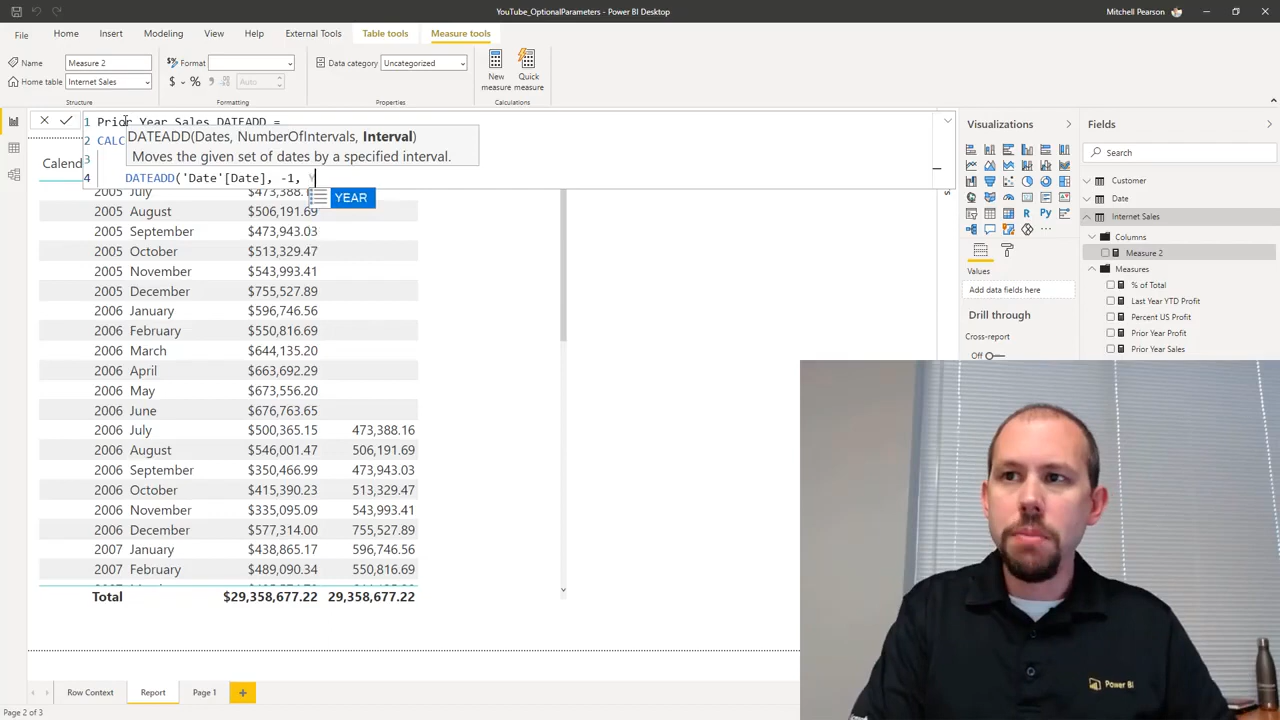 YouTube_OptionalParameters - Power BI Desktop
Mitchell Pearson
File Home Insert Modeling View Help External Tools Table tools Measure tools
Name Measure 2
Home table Internet Sales
Structure
Format
$ % Auto
Formatting
Data category Uncategorized
Properties
New measure
Quick measure
Calculations
1 Prior Year Sales DATEADD =
2 CALC
3
4 DATEADD('Date'[Date], -1,
DATEADD(Dates, NumberOfIntervals, Interval)
Moves the given set of dates by a specified interval.
YEAR
Calend
2005 July $473,388.
2005 August $506,191.69
2005 September $473,943.03
2005 October $513,329.47
2005 November $543,993.41
2005 December $755,527.89
2006 January $596,746.56
2006 February $550,816.69
2006 March $644,135.20
2006 April $663,692.29
2006 May $673,556.20
2006 June $676,763.65
2006 July $500,365.15 473,388.16
2006 August $546,001.47 506,191.69
2006 September $350,466.99 473,943.03
2006 October $415,390.23 513,329.47
2006 November $335,095.09 543,993.41
2006 December $577,314.00 755,527.89
2007 January $438,865.17 596,746.56
2007 February $489,090.34 550,816.69
Total $29,358,677.22 29,358,677.22
Visualizations
Values
Add data fields here
Drill through
Cross-report
Off
Fields
Search
Customer
Date
Internet Sales
Columns
Measure 2
Measures
% of Total
Last Year YTD Profit
Percent US Profit
Prior Year Profit
Prior Year Sales
Power BI
Row Context Report Page 1
Page 2 of 3